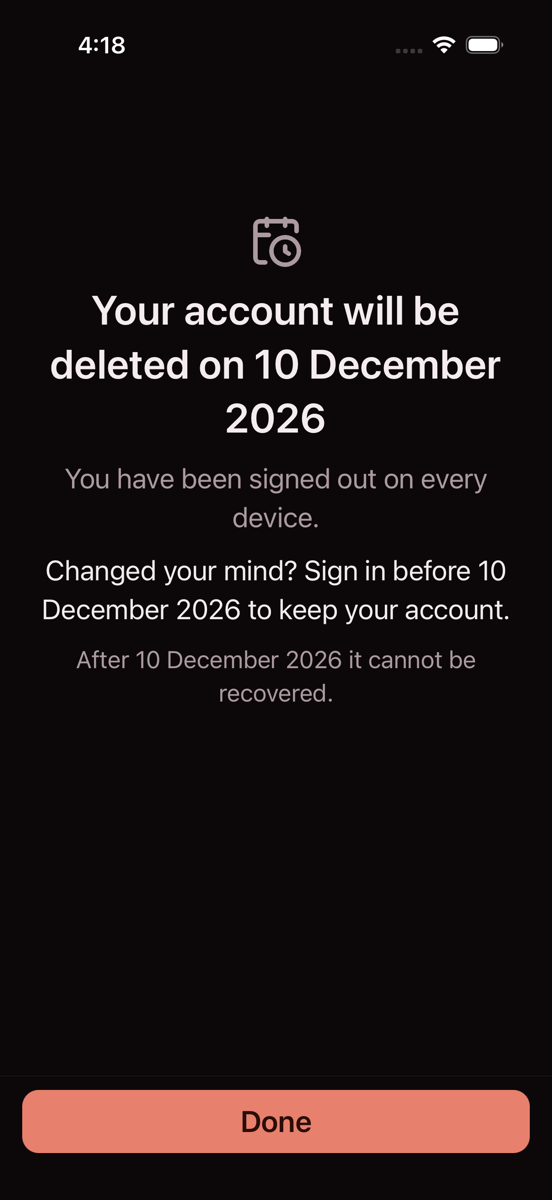 4:18
Your account will be
deleted on 10 December
2026
You have been signed out on every
device.
Changed your mind? Sign in before 10
December 2026 to keep your account.
After 10 December 2026 it cannot be
recovered.
Done